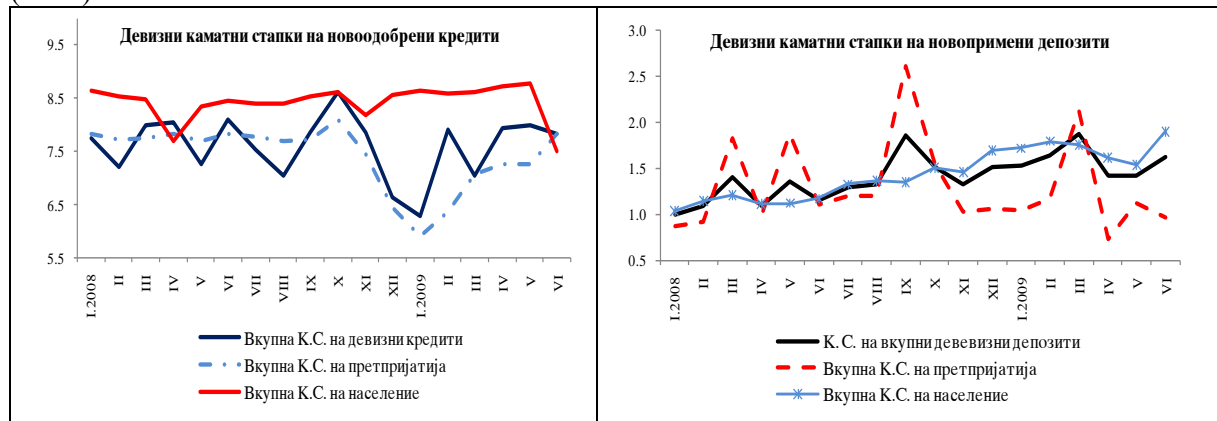 Девизни каматни стапки на новоодобрени кредити
9.5
8.5
7.5
6.5
5.5
I.2008
II
III
IV
V
VI
VII
VIII
IX
X
XI
XII
I.2009
II
III
IV
V
VI
Вкупна К.С. на девизни кредити
Вкупна К.С. на претпријатија
Вкупна К.С. на население
Девизни каматни стапки на новопримени депозити
3.0
2.5
2.0
1.5
1.0
0.5
I.2008
II
III
IV
V
VI
VII
VIII
IX
X
XI
XII
I.2009
II
III
IV
V
VI
К. С. на вкупни девевизни депозити
Вкупна К.С. на претпријатија
Вкупна К.С. на население